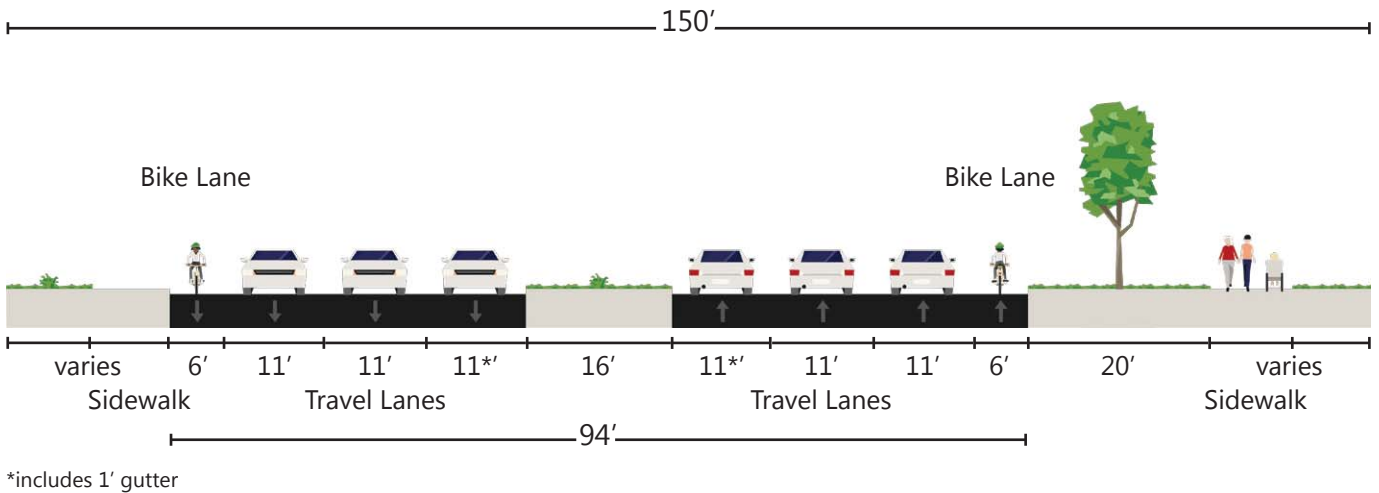 150′
Bike Lane Bike Lane
varies 6′ 11′ 11′ 11*′ 16′ 11*′ 11′ 11′ 6′ 20′ varies
Sidewalk Travel Lanes Travel Lanes Sidewalk
94′
*includes 1′ gutter